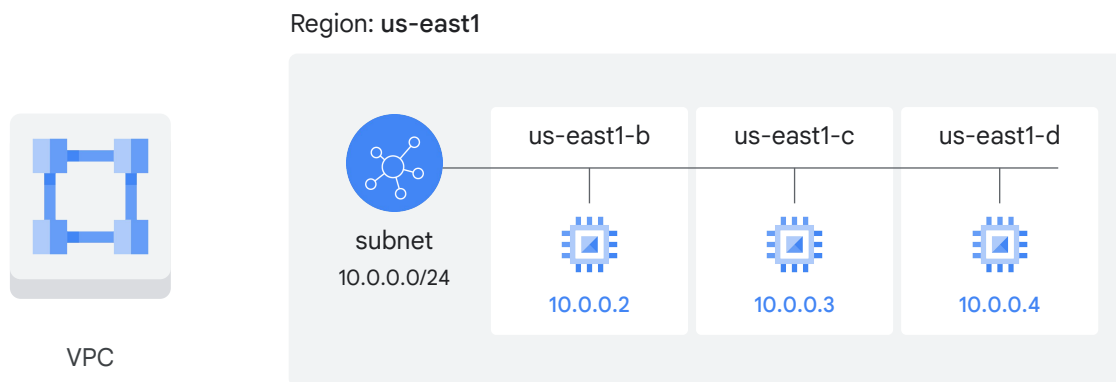 Region: us-east1
us-east1-b
us-east1-c
us-east1-d
subnet
10.0.0.0/24
10.0.0.2
10.0.0.3
10.0.0.4
VPC